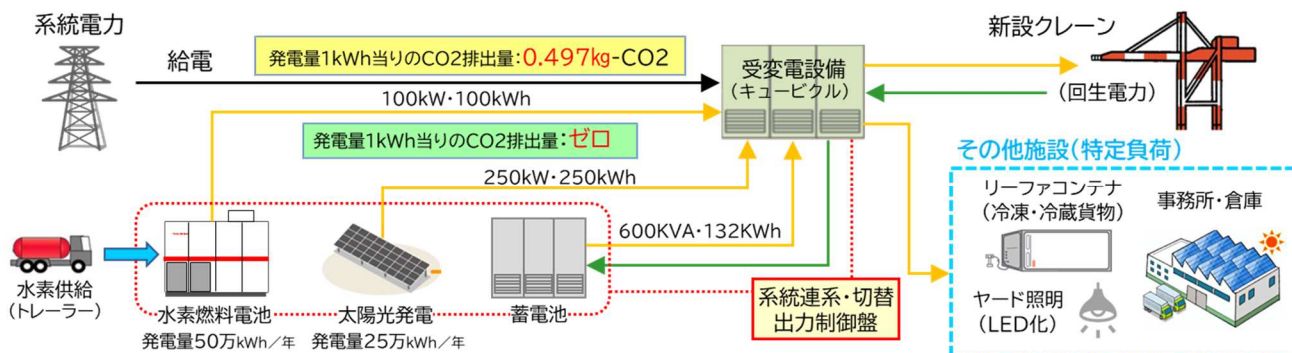 系統電力
給電
発電量1kWh当りのCO2排出量:0.497kg-CO2
100kW・100kWh
発電量1kWh当りのCO2排出量:ゼロ
250kW・250kWh
600KVA・132KWh
受変電設備
(キュービクル)
新設クレーン
(回生電力)
その他施設(特定負荷)
リーファコンテナ
(冷凍・冷蔵貨物)
事務所・倉庫
ヤード照明
(LED化)
水素供給
(トレーラー)
水素燃料電池
発電量50万kWh/年
太陽光発電
発電量25万kWh/年
蓄電池
系統連系・切替
出力制御盤